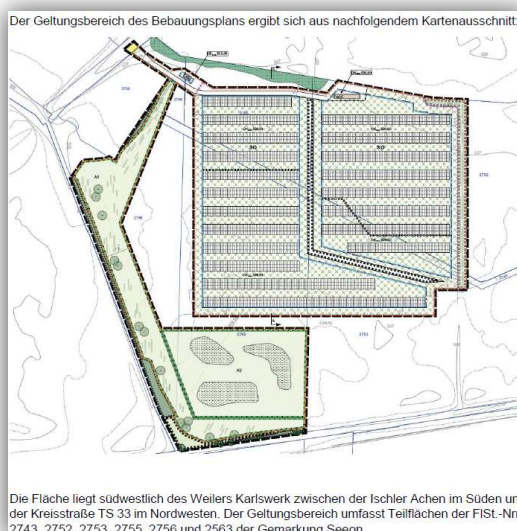 Der Geltungsbereich des Bebauungsplans ergibt sich aus nachfolgendem Kartenausschnitt:
SO
SO
A1
A2
Die Fläche liegt südwestlich des Weilers Karlswerk zwischen der Ischler Achen im Süden
der Kreisstraße TS 33 im Nordwesten. Der Geltungsbereich umfasst Teilflächen der FlSt.-Nrn
2743, 2752, 2753, 2755, 2756 und 2563 der Gemarkung Seeon